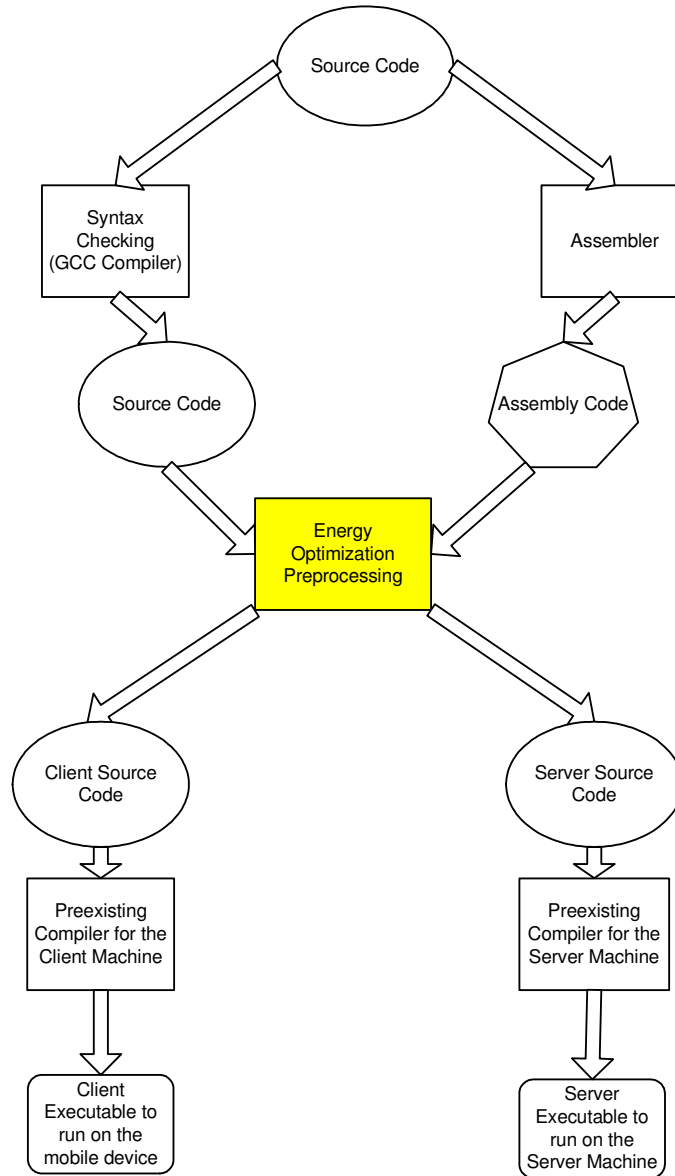 Source Code
Syntax
Checking
(GCC Compiler)
Assembler
Source Code
Assembly Code
Energy
Optimization
Preprocessing
Client Source
Code
Server Source
Code
Preexisting
Compiler for the
Client Machine
Preexisting
Compiler for the
Server Machine
Client
Executable to
run on the
mobile device
Server
Executable to
run on the
Server Machine